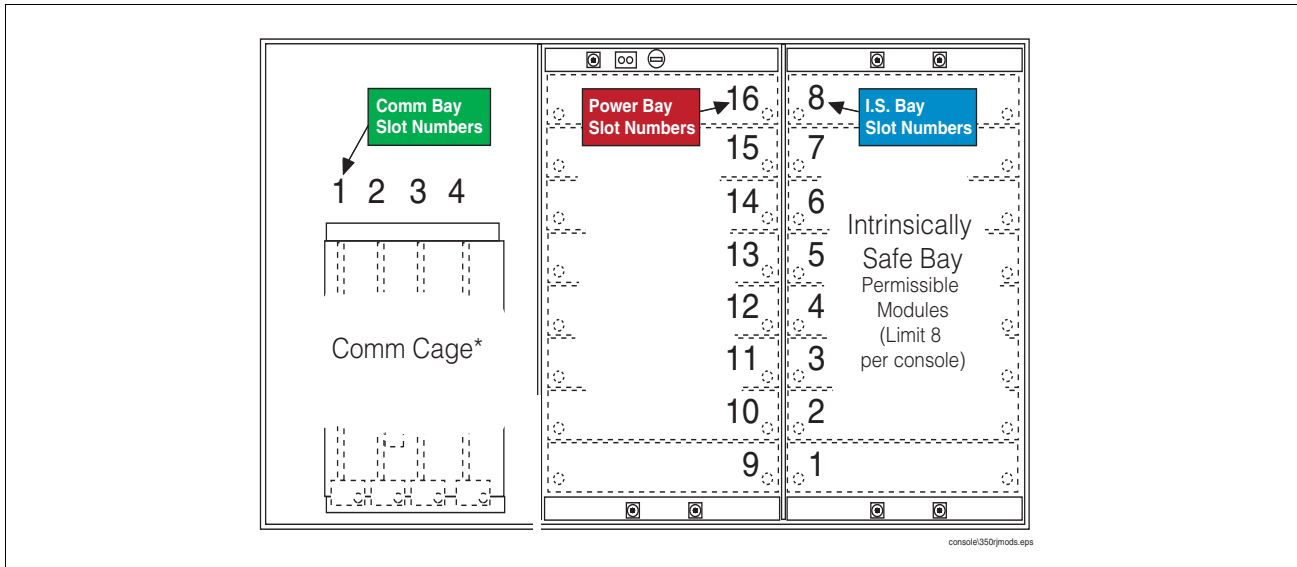 Comm Bay
Slot Numbers
1 2 3 4
Comm Cage*
Power Bay
Slot Numbers
16
15
14
13
12
11
10
9
8
7
6
5
4
3
2
1
I.S. Bay
Slot Numbers
Intrinsically
Safe Bay
Permissible
Modules
(Limit 8
per console)
console\350rjmods.eps